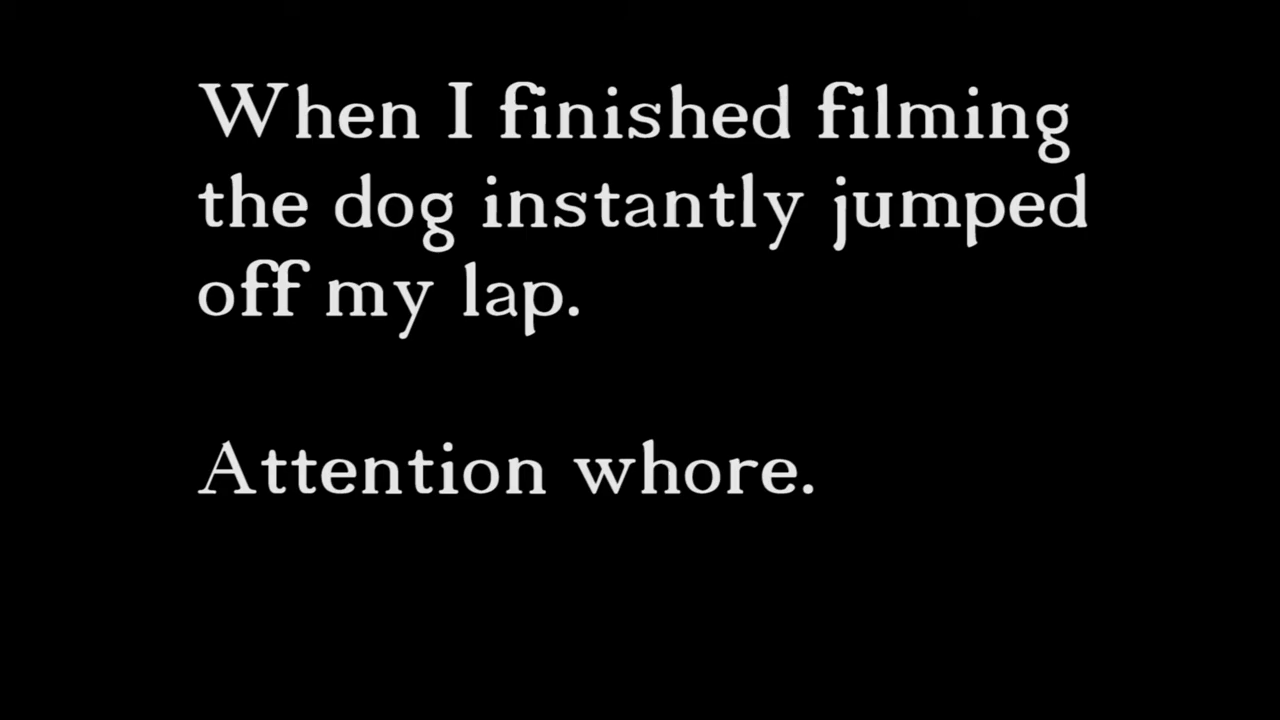 When I finished filming
the dog instantly jumped
off my lap.
Attention whore.